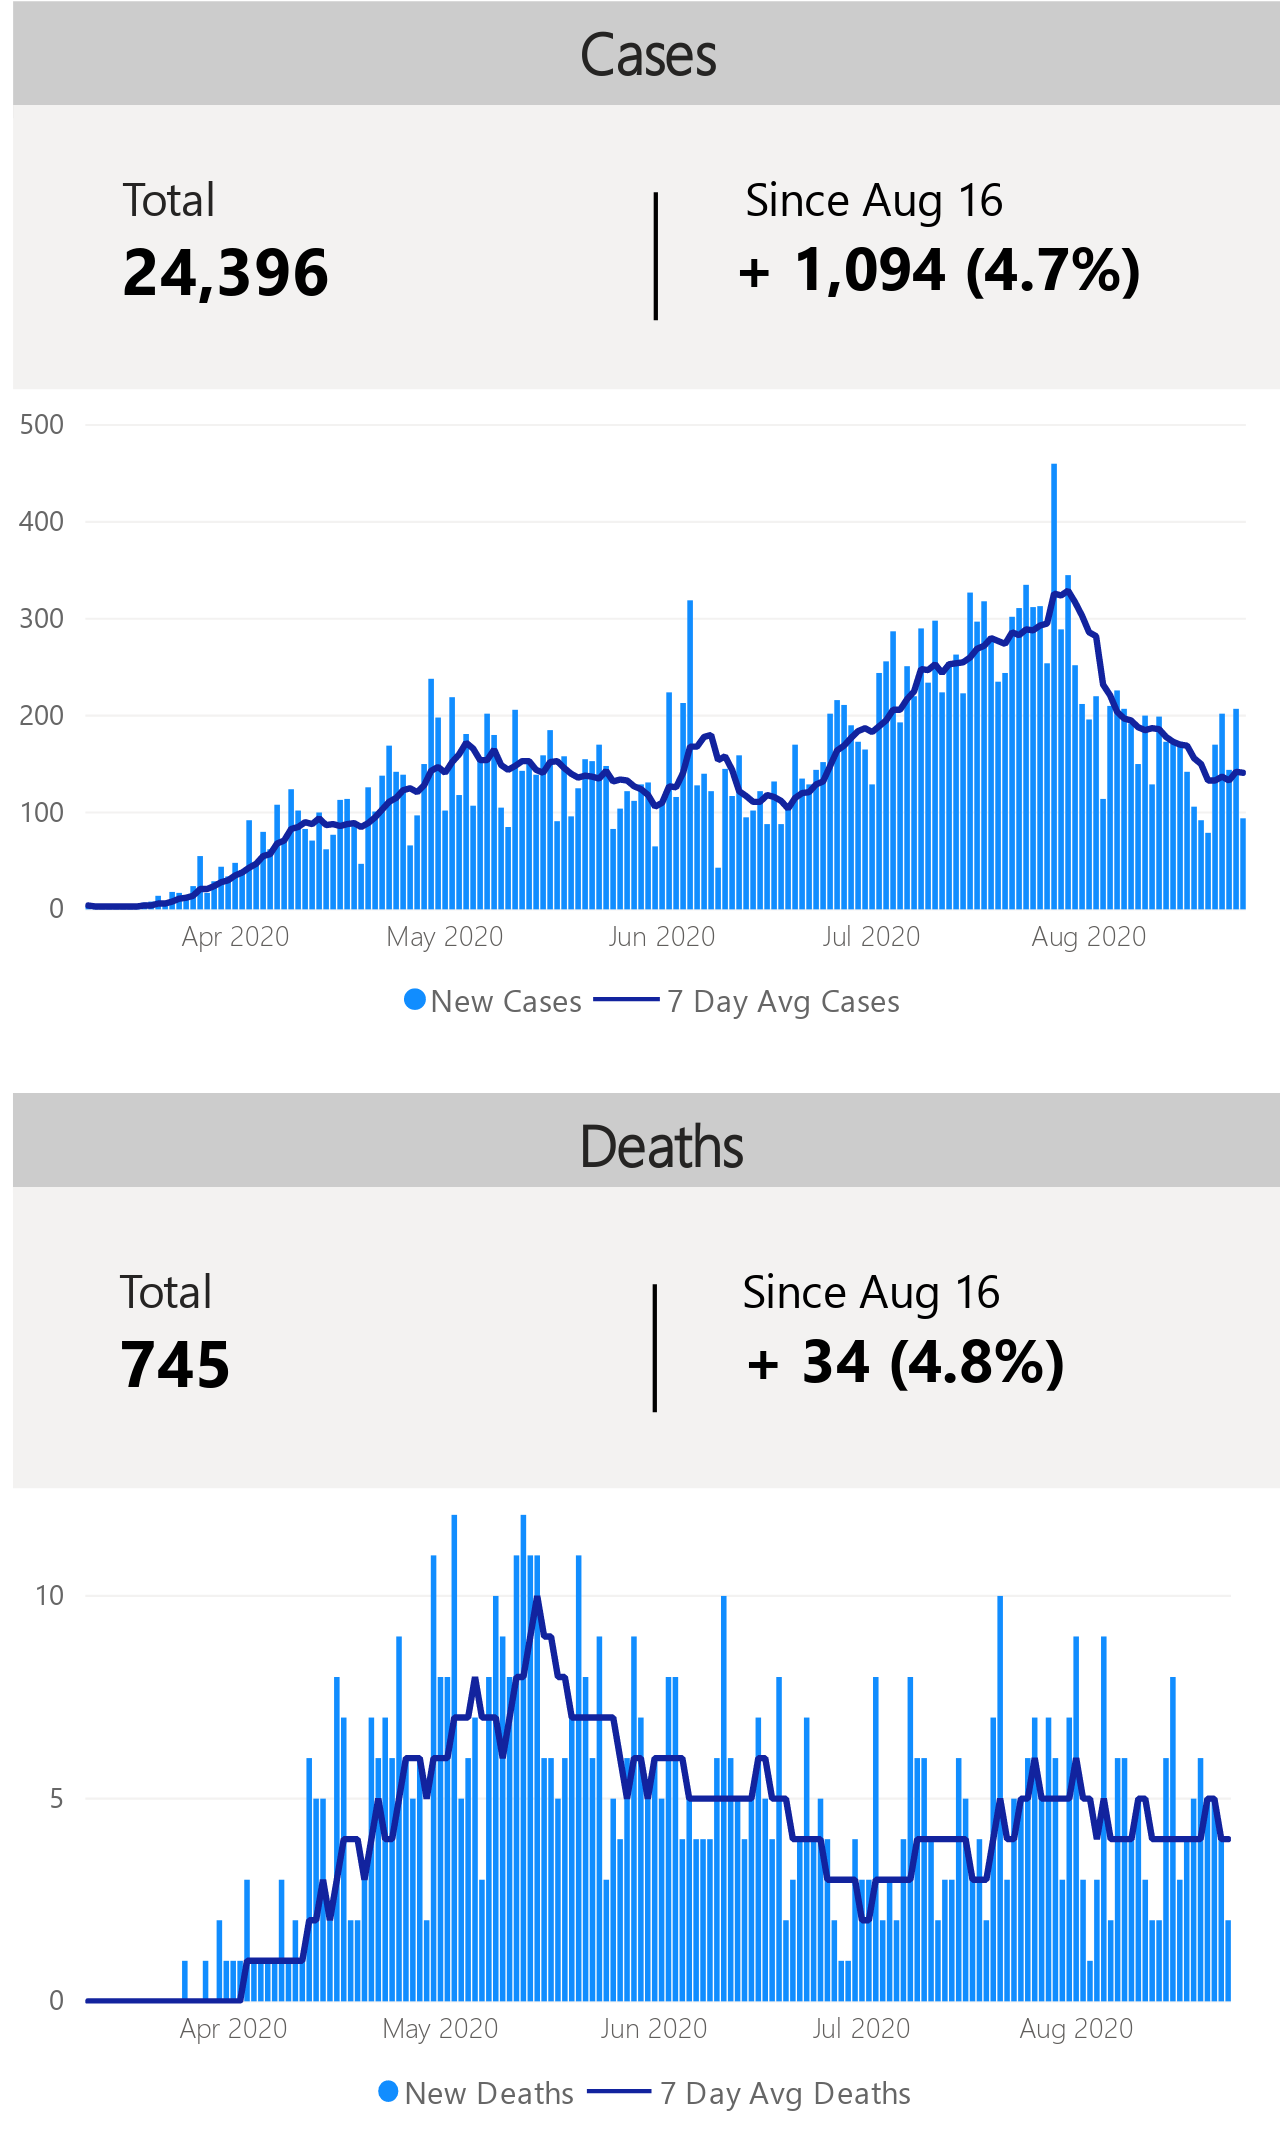 Cases
Total
Since Aug 16
24,396
+ 1,094 (4.7%)
500
400
300
200
100
0
Apr 2020
May 2020
Jun 2020
Jul 2020
Aug 2020
New Cases
7 Day Avg Cases
Deaths
Total
Since Aug 16
745
+ 34 (4.8%)
10
5
0
Apr 2020
May 2020
Jun 2020
Jul 2020
Aug 2020
New Deaths
7 Day Avg Deaths